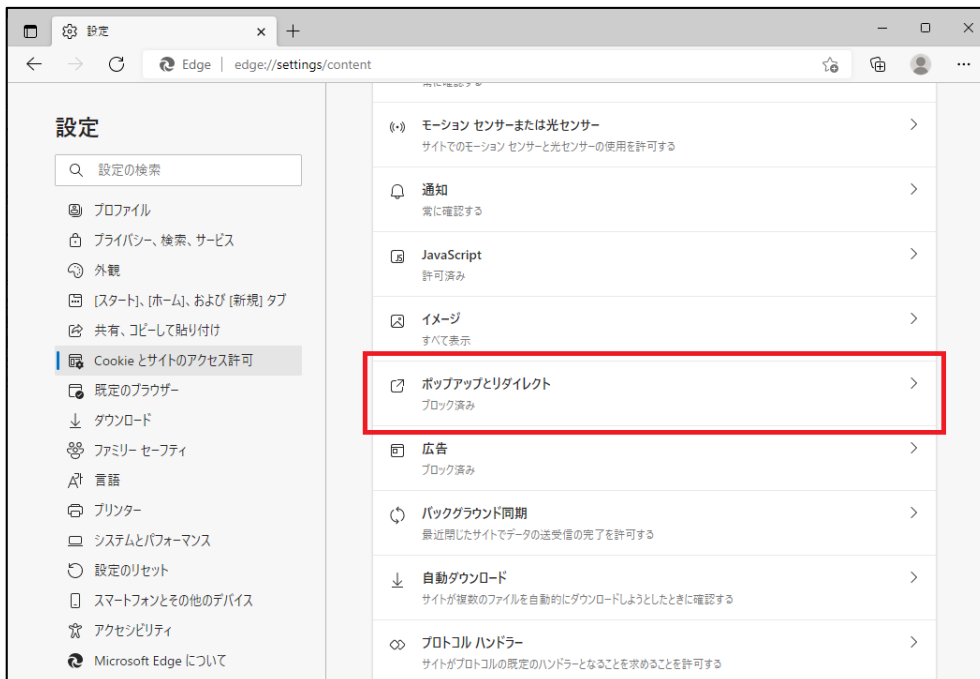 設定
Edge | edge://settings/content
設定
設定の検索
プロファイル
プライバシー、検索、サービス
外観
[スタート]、[ホーム]、および [新規] タブ
共有、コピーして貼り付け
Cookie とサイトのアクセス許可
既定のブラウザー
ダウンロード
ファミリー セーフティ
言語
プリンター
システムとパフォーマンス
設定のリセット
スマートフォンとその他のデバイス
アクセシビリティ
Microsoft Edge について
モーション センサーまたは光センサー
サイトでのモーション センサーと光センサーの使用を許可する
通知
常に確認する
JavaScript
許可済み
イメージ
すべて表示
ポップアップとリダイレクト
ブロック済み
広告
ブロック済み
バックグラウンド同期
最近閉じたサイトでデータの送受信の完了を許可する
自動ダウンロード
サイトが複数のファイルを自動的にダウンロードしようとしたときに確認する
プロトコル ハンドラー
サイトがプロトコルの既定のハンドラーとなることを求めることを許可する